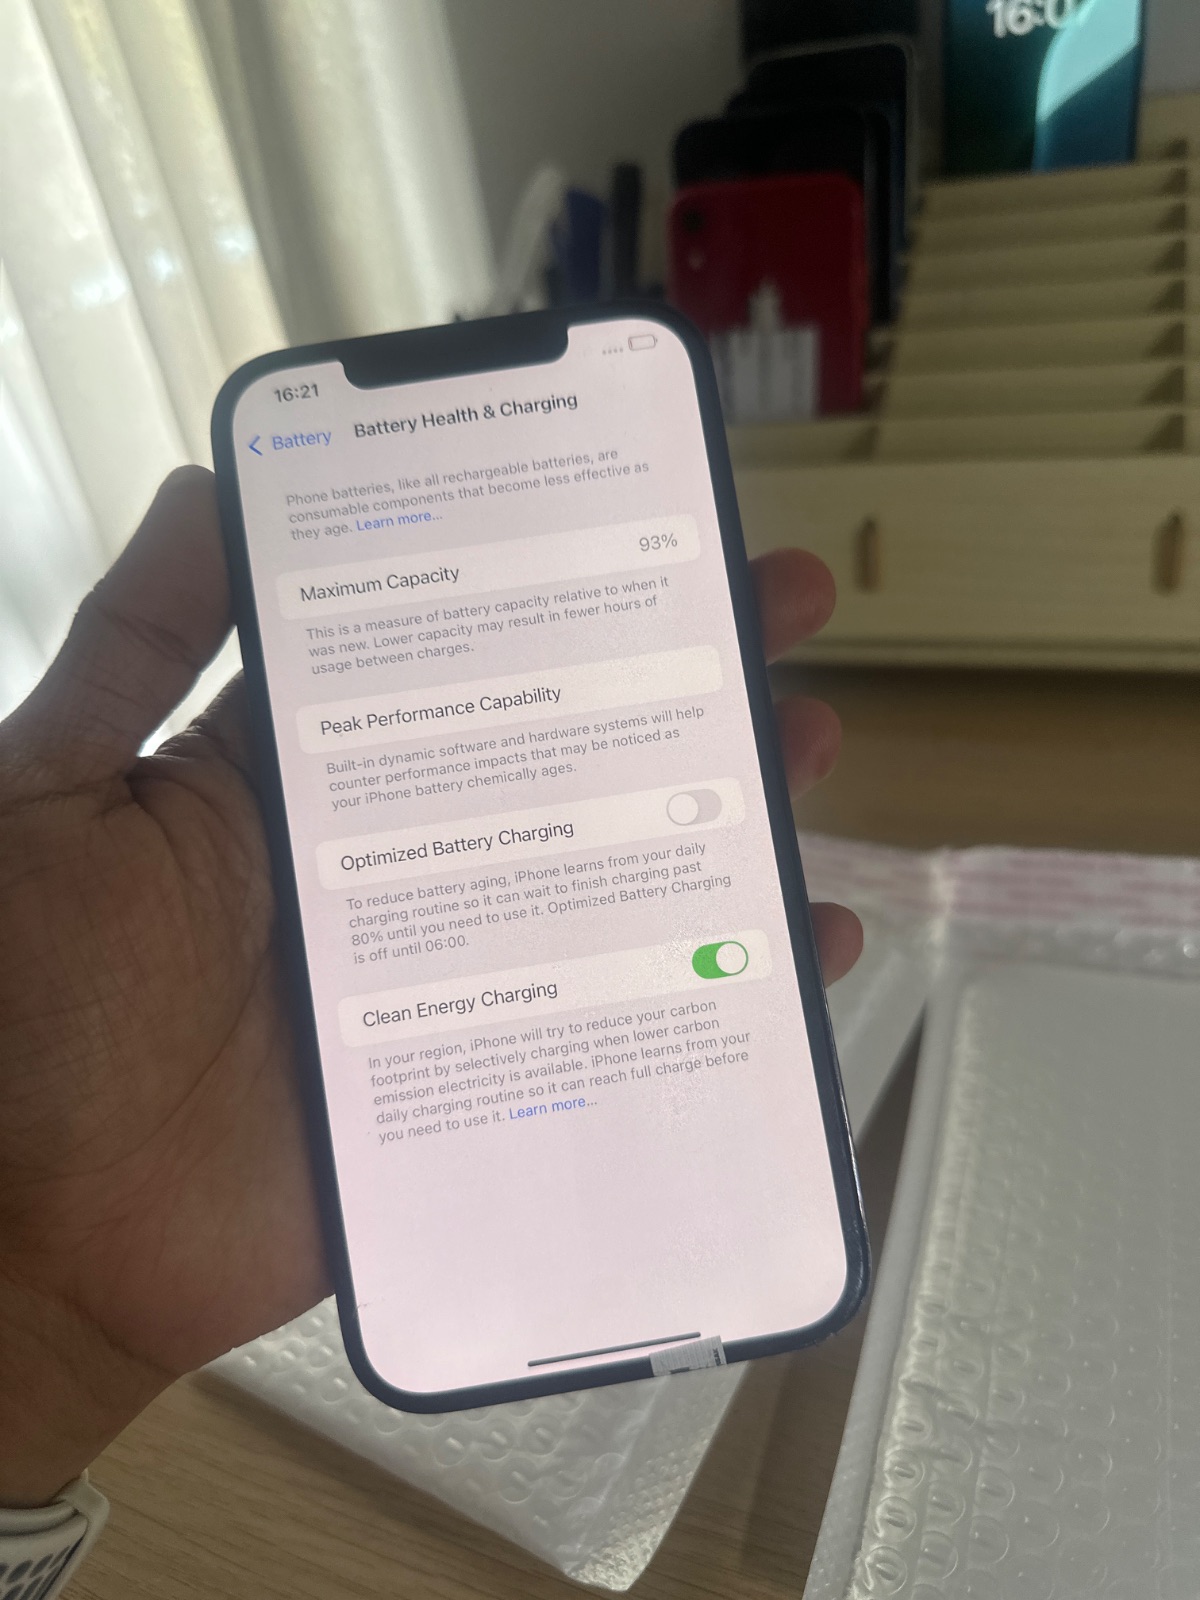 16:0
16:21
Battery
Battery Health & Charging
Phone batteries, like all rechargeable batteries, are
consumable components that become less effective as
they age. Learn more...
Maximum Capacity
93%
This is a measure of battery capacity relative to when it
was new. Lower capacity may result in fewer hours of
usage between charges.
Peak Performance Capability
Built-in dynamic software and hardware systems will help
counter performance impacts that may be noticed as
your iPhone battery chemically ages.
Optimized Battery Charging
To reduce battery aging, iPhone learns from your daily
charging routine so it can wait to finish charging past
80% until you need to use it. Optimized Battery Charging
is off until 06:00.
Clean Energy Charging
In your region, iPhone will try to reduce your carbon
footprint by selectively charging when lower carbon
emission electricity is available. iPhone learns from your
daily charging routine so it can reach full charge before
you need to use it. Learn more...